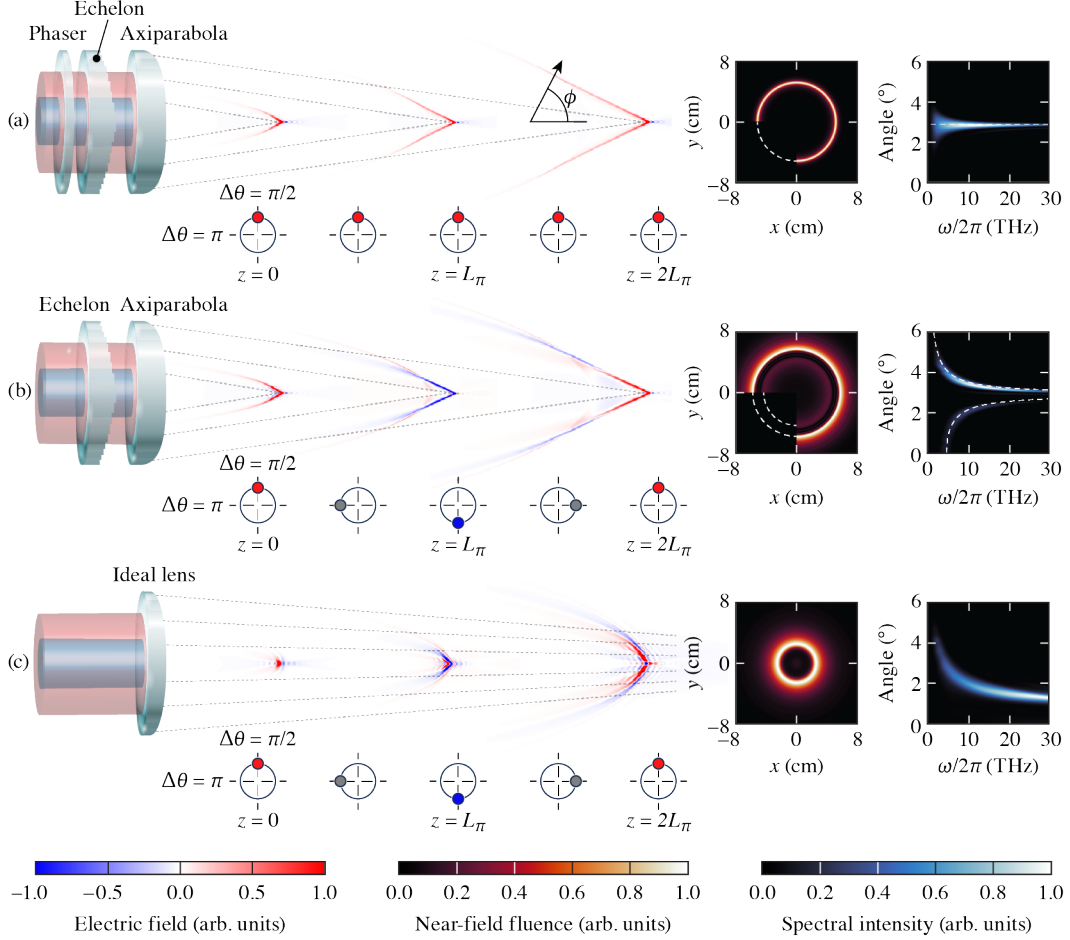 Echelon
Phaser
Axiparabola
(a)
ϕ
Δθ = π/2
Δθ = π
z = 0
z = Lπ
z = 2Lπ
8
0
−8
y (cm)
−8 0 8
x (cm)
6
4
2
0
Angle (°)
0 10 20 30
ω/2π (THz)
Echelon Axiparabola
(b)
Δθ = π/2
Δθ = π
z = 0
z = Lπ
z = 2Lπ
8
0
−8
y (cm)
−8 0 8
x (cm)
6
4
2
0
Angle (°)
0 10 20 30
ω/2π (THz)
Ideal lens
(c)
Δθ = π/2
Δθ = π
z = 0
z = Lπ
z = 2Lπ
8
0
−8
y (cm)
−8 0 8
x (cm)
6
4
2
0
Angle (°)
0 10 20 30
ω/2π (THz)
-1.0 −0.5 0.0 0.5 1.0
Electric field (arb. units)
0.0 0.2 0.4 0.6 0.8 1.0
Near-field fluence (arb. units)
0.0 0.2 0.4 0.6 0.8 1.0
Spectral intensity (arb. units)